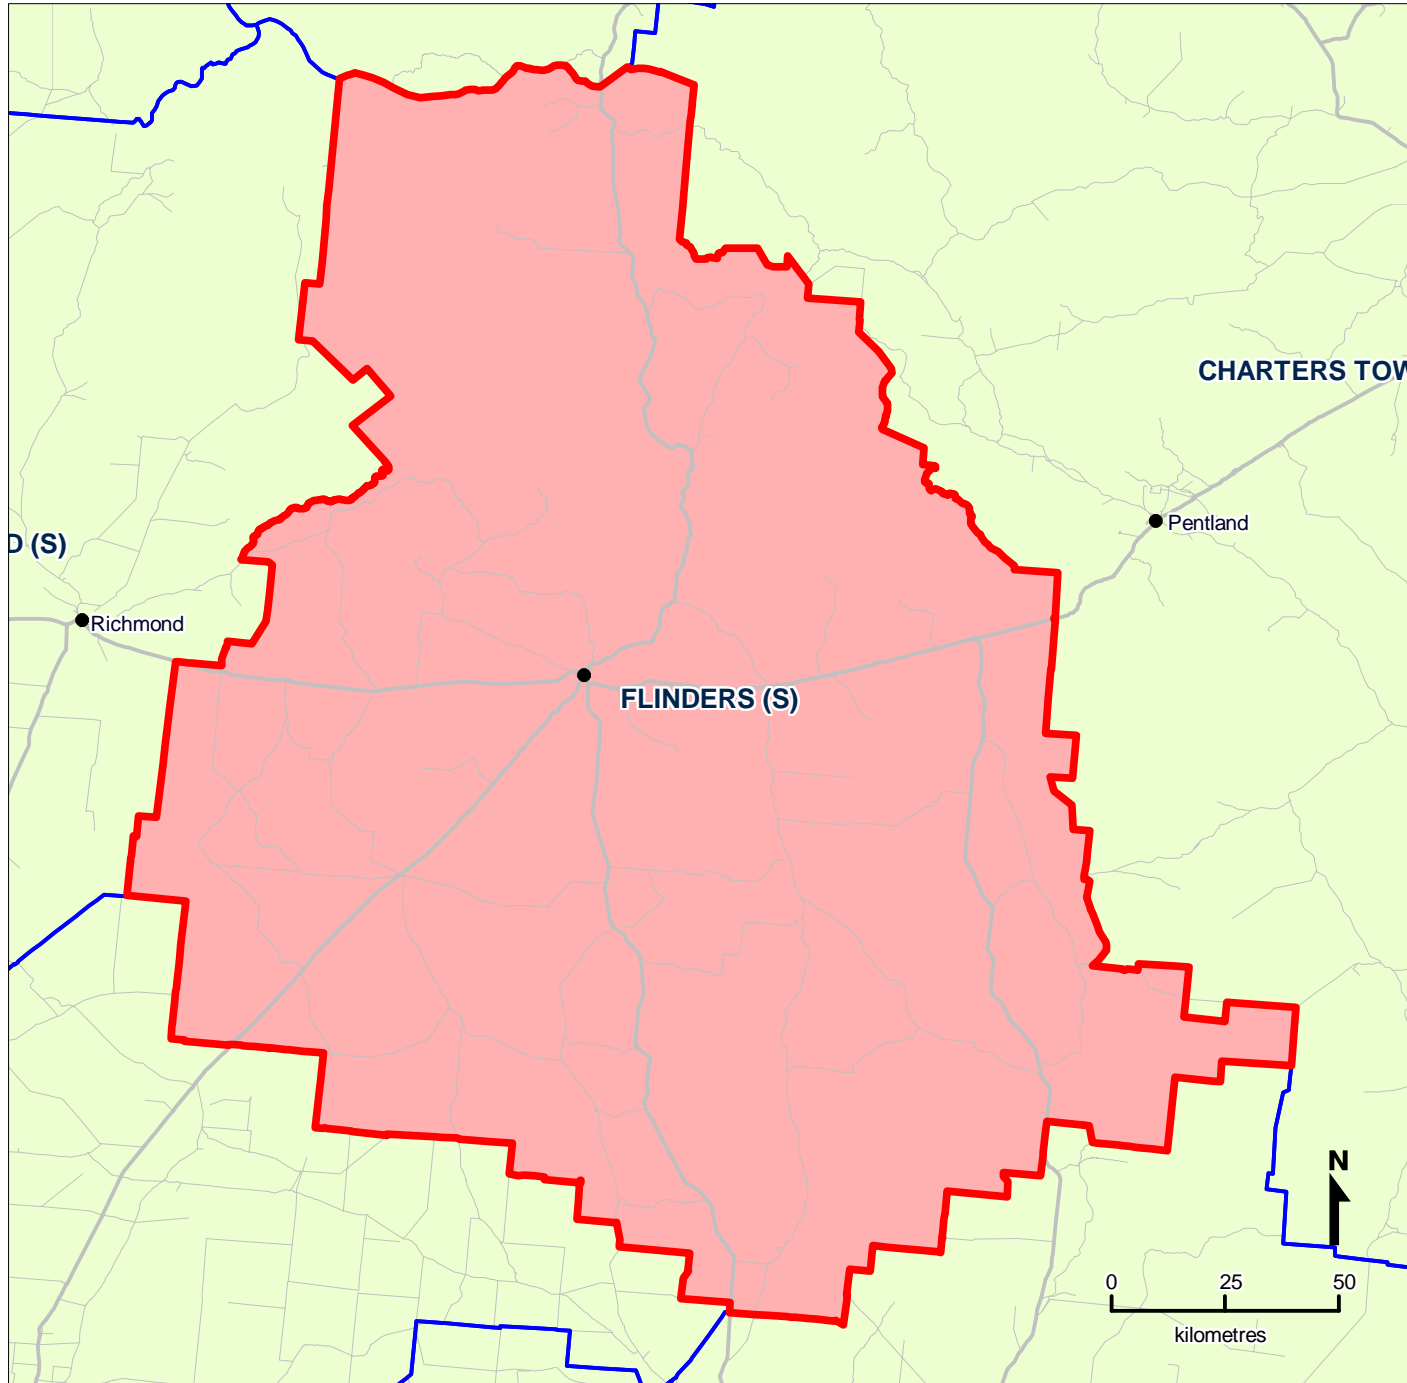 CHARTERS TOW
Pentland
D (S)
Richmond
FLINDERS (S)
N
0 25 50
kilometres